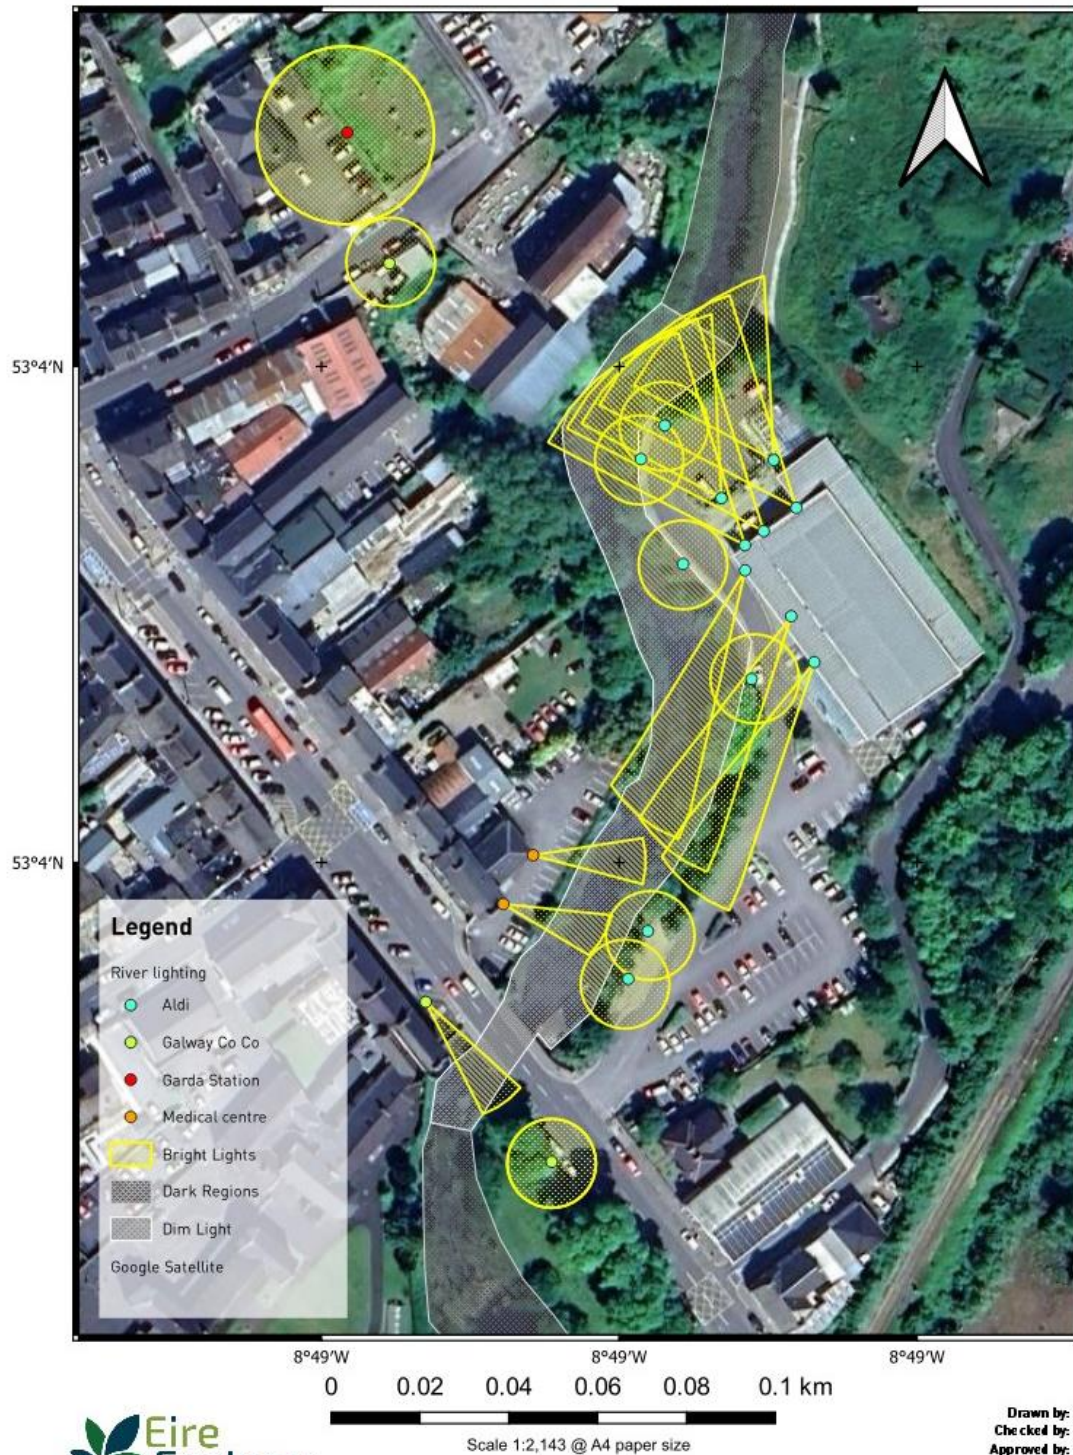 53°4'N
53°4'N
Legend
River lighting
Aldi
Galway Co Co
Garda Station
Medical centre
Bright Lights
Dark Regions
Dim Light
Google Satellite
8°49'W
8°49'W
8°49'W
0 0.02 0.04 0.06 0.08 0.1 km
Scale 1:2,143 @ A4 paper size
Eire
Drawn by:
Checked by:
Approved by: